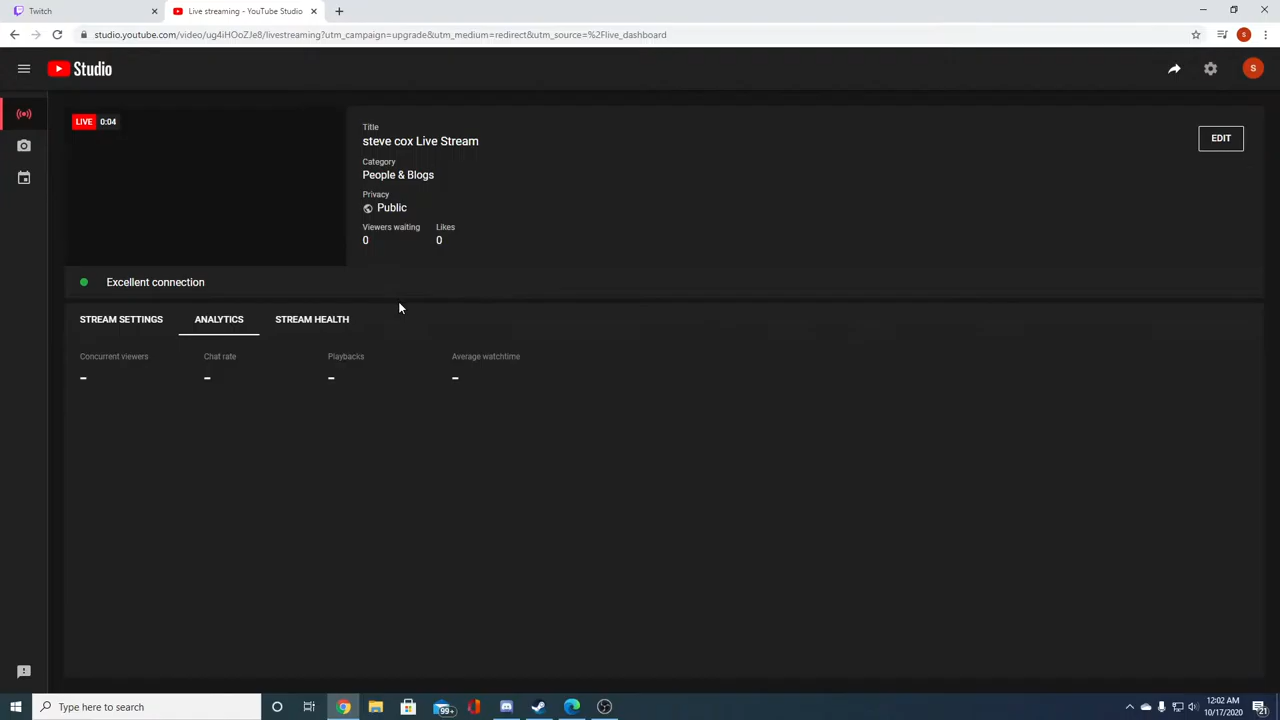 Twitch
Live streaming - YouTube Studio
studio.youtube.com/video/ug4iHOoZJe8/livestreaming?utm_campaign=upgrade&utm_medium=redirect&utm_source=%2Flive_dashboard
S
Studio
S
LIVE 0:04
Title
steve cox Live Stream
EDIT
Category
People & Blogs
Privacy
Public
Viewers waiting Likes
0 0
Excellent connection
STREAM SETTINGS ANALYTICS STREAM HEALTH
Concurrent viewers Chat rate Playbacks Average watchtime
– – – –
Type here to search
99+
12:02 AM
10/17/2020
21